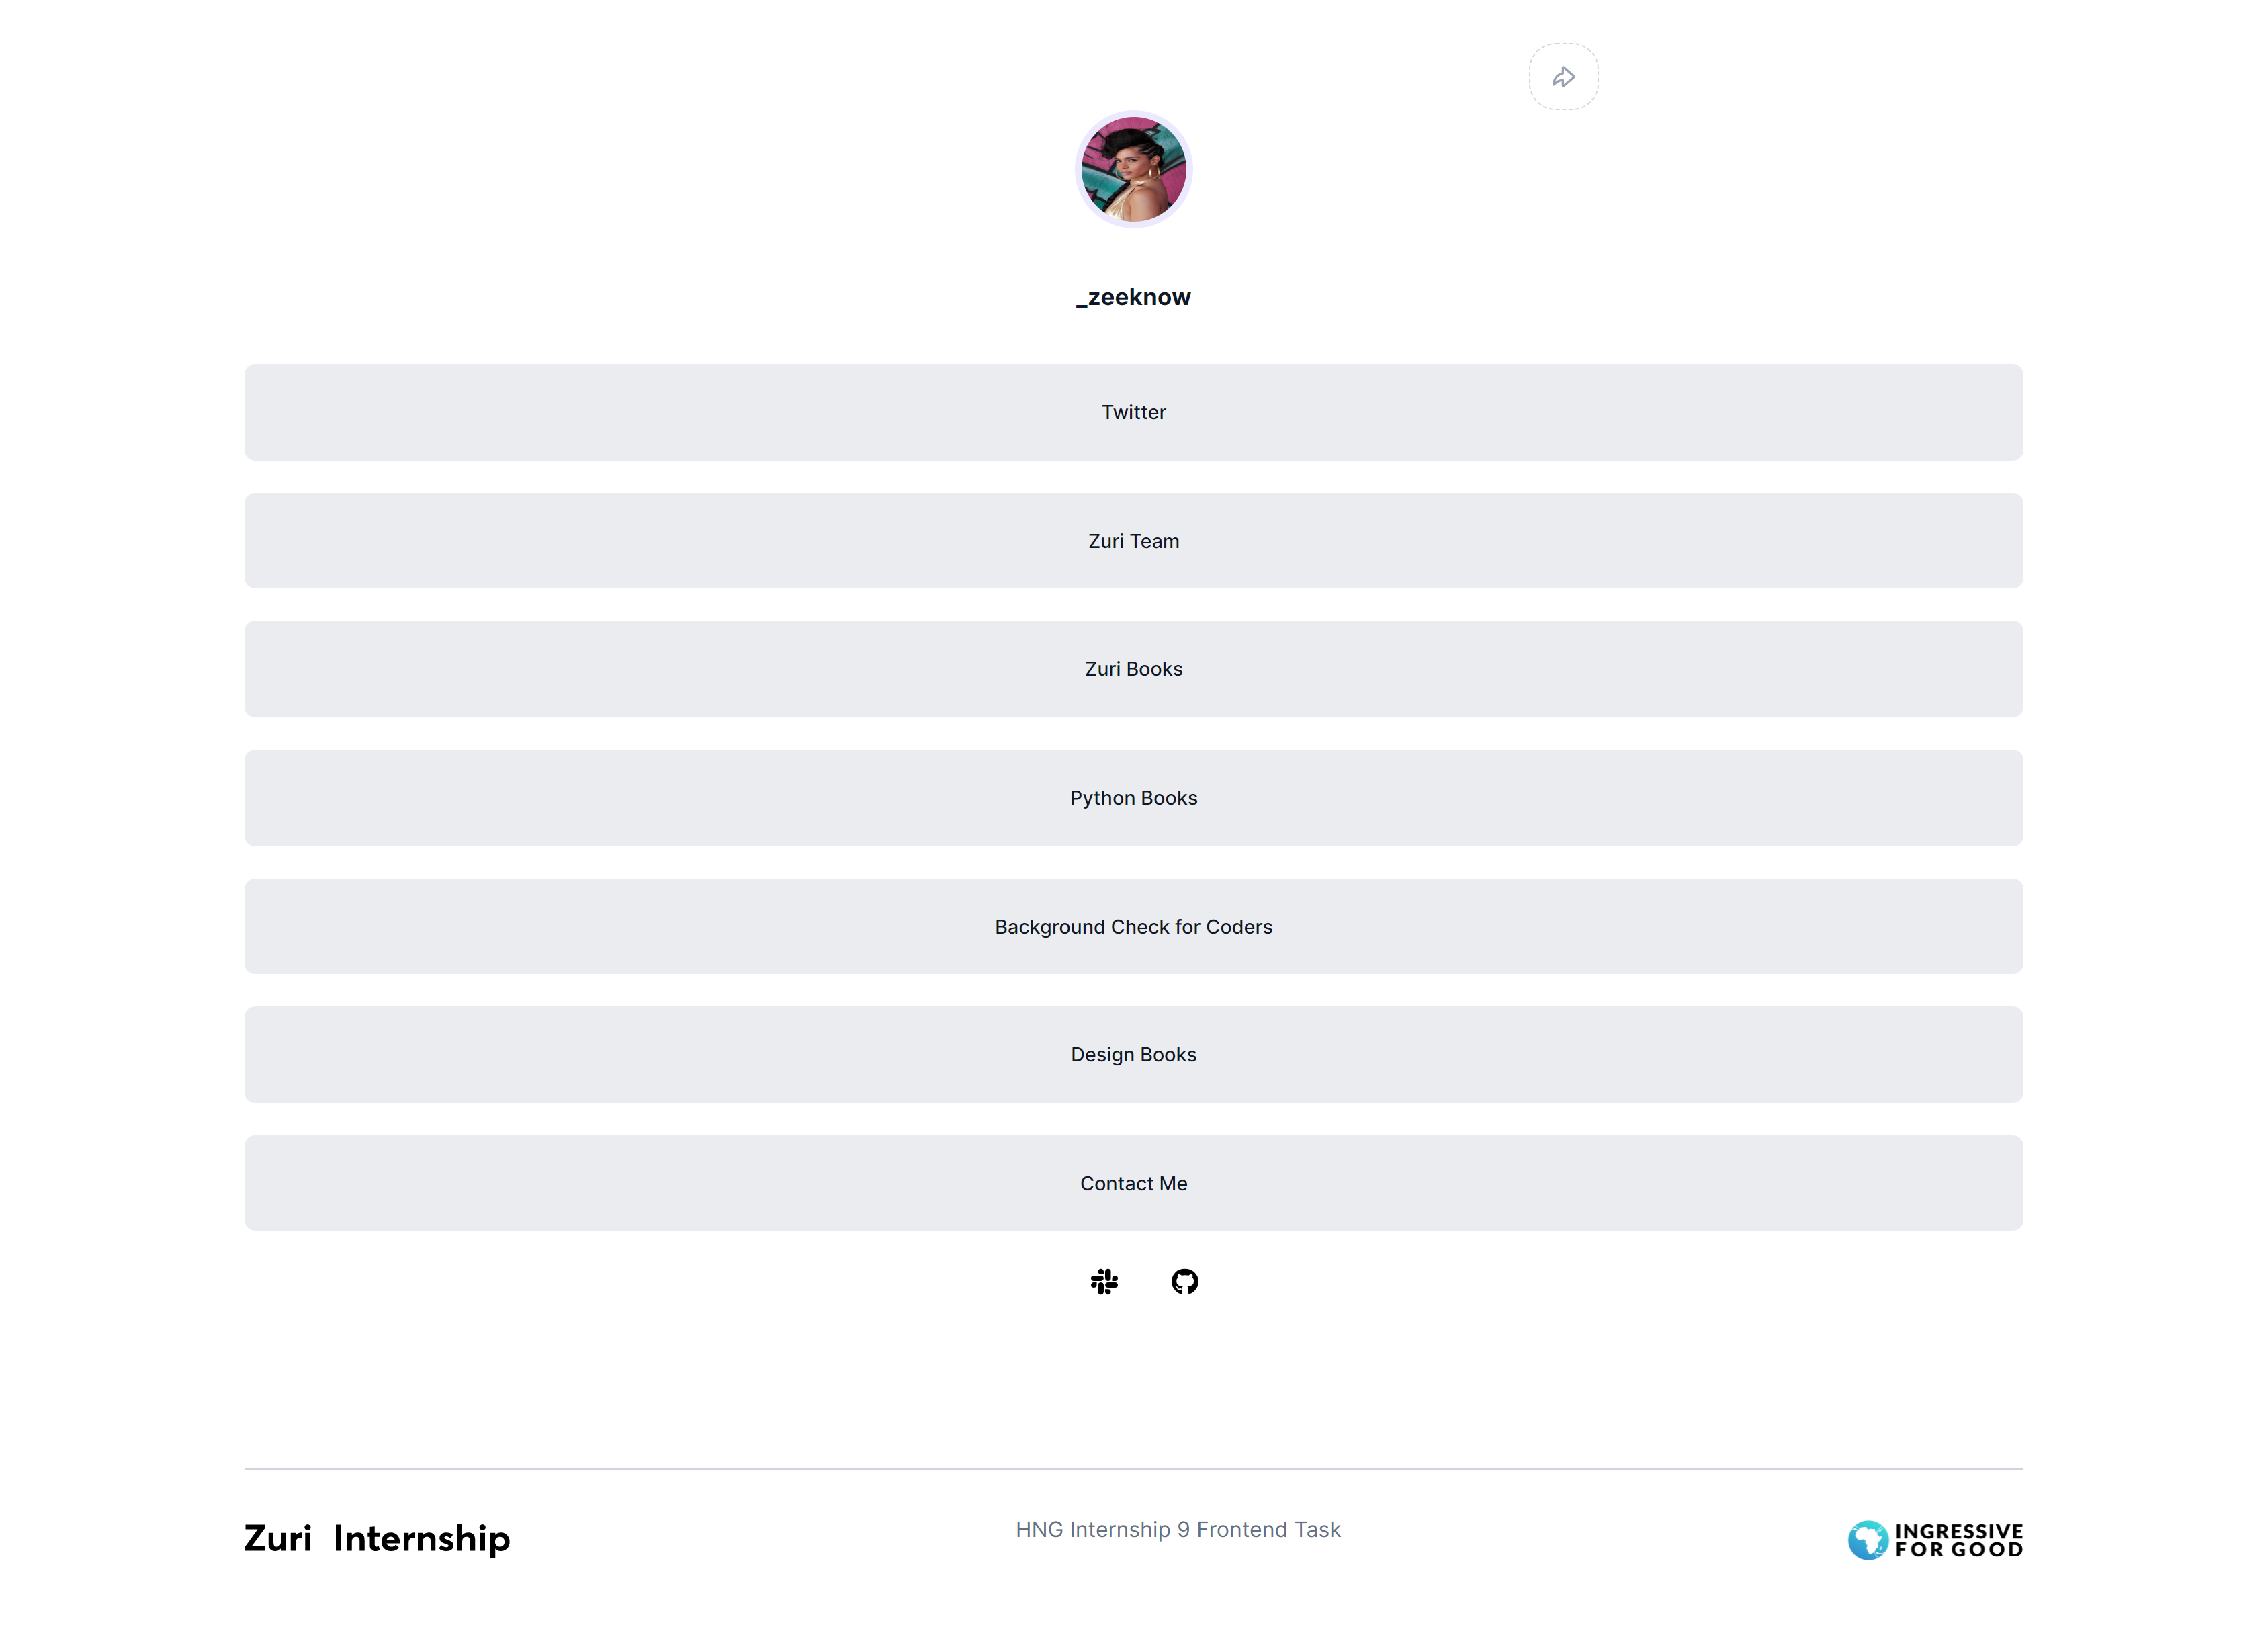 _zeeknow
Twitter
Zuri Team
Zuri Books
Python Books
Background Check for Coders
Design Books
Contact Me
Zuri Internship
HNG Internship 9 Frontend Task
INGRESSIVE
FOR GOOD